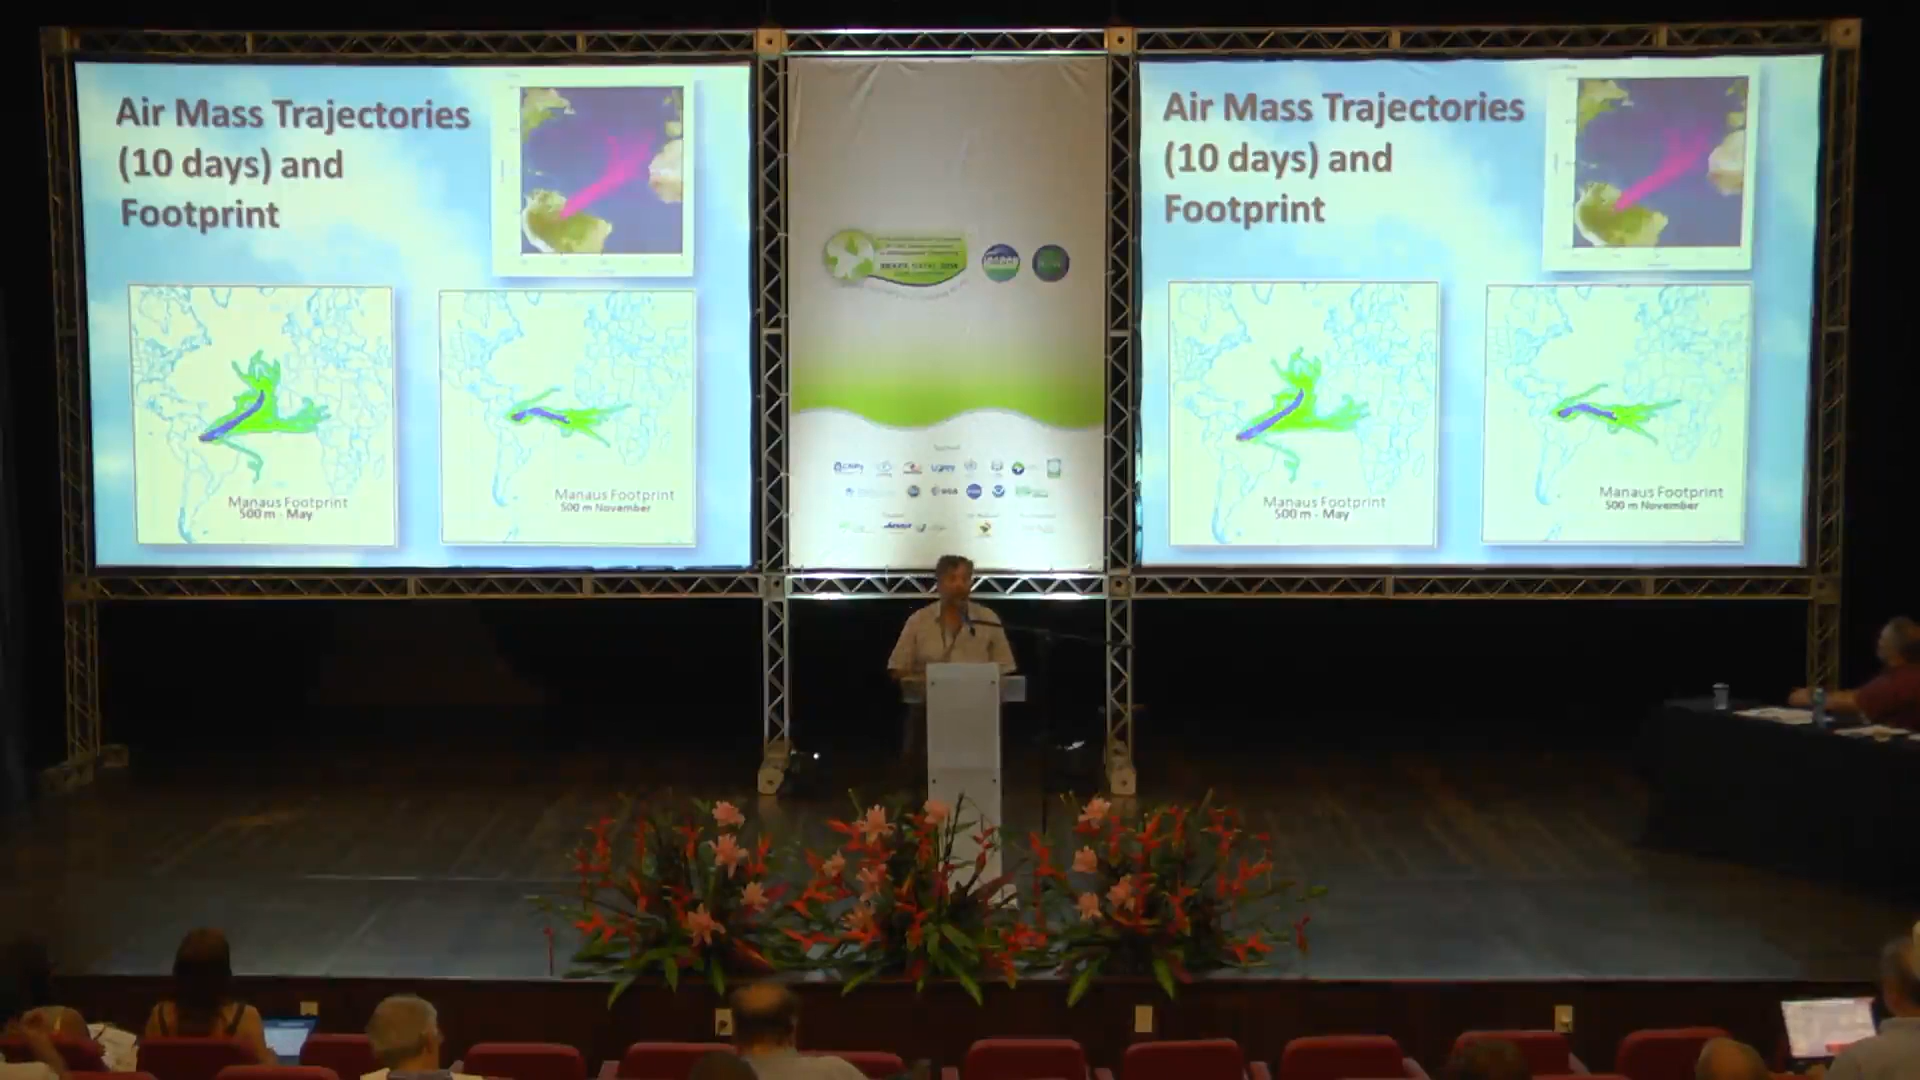 Air Mass Trajectories
(10 days) and
Footprint
Manaus Footprint
500 m - May
Manaus Footprint
500 m November
Air Mass Trajectories
(10 days) and
Footprint
Manaus Footprint
500 m - May
Manaus Footprint
500 m November